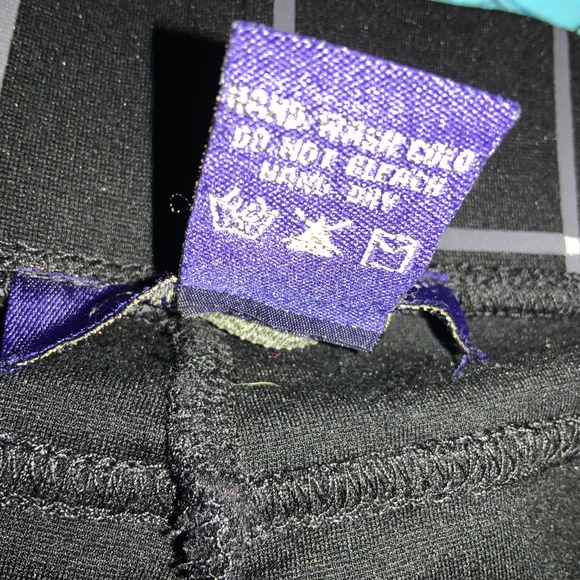 HAND WASH COLD
DO NOT BLEACH
HANG DRY